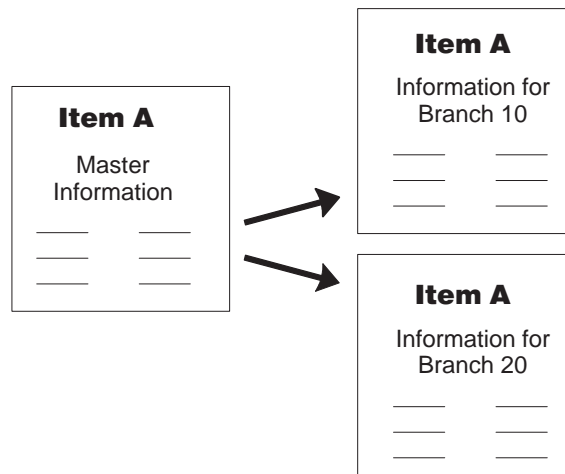 Item A
Master
Information
Item A
Information for
Branch 10
Item A
Information for
Branch 20